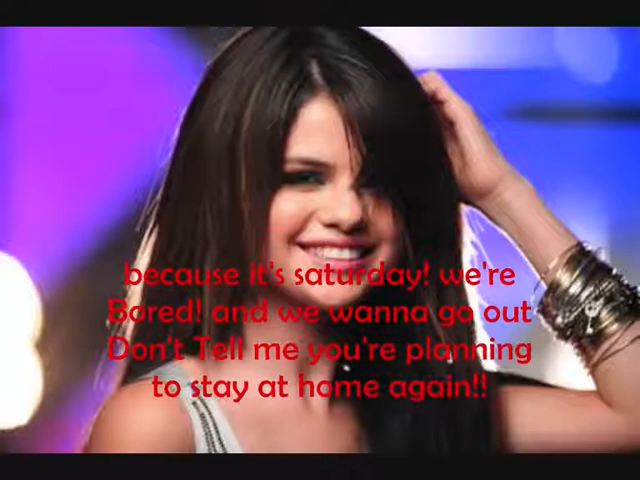 because it's saturday! we're
Bored! and we wanna go out
Don't Tell me you're planning
to stay at home again!!